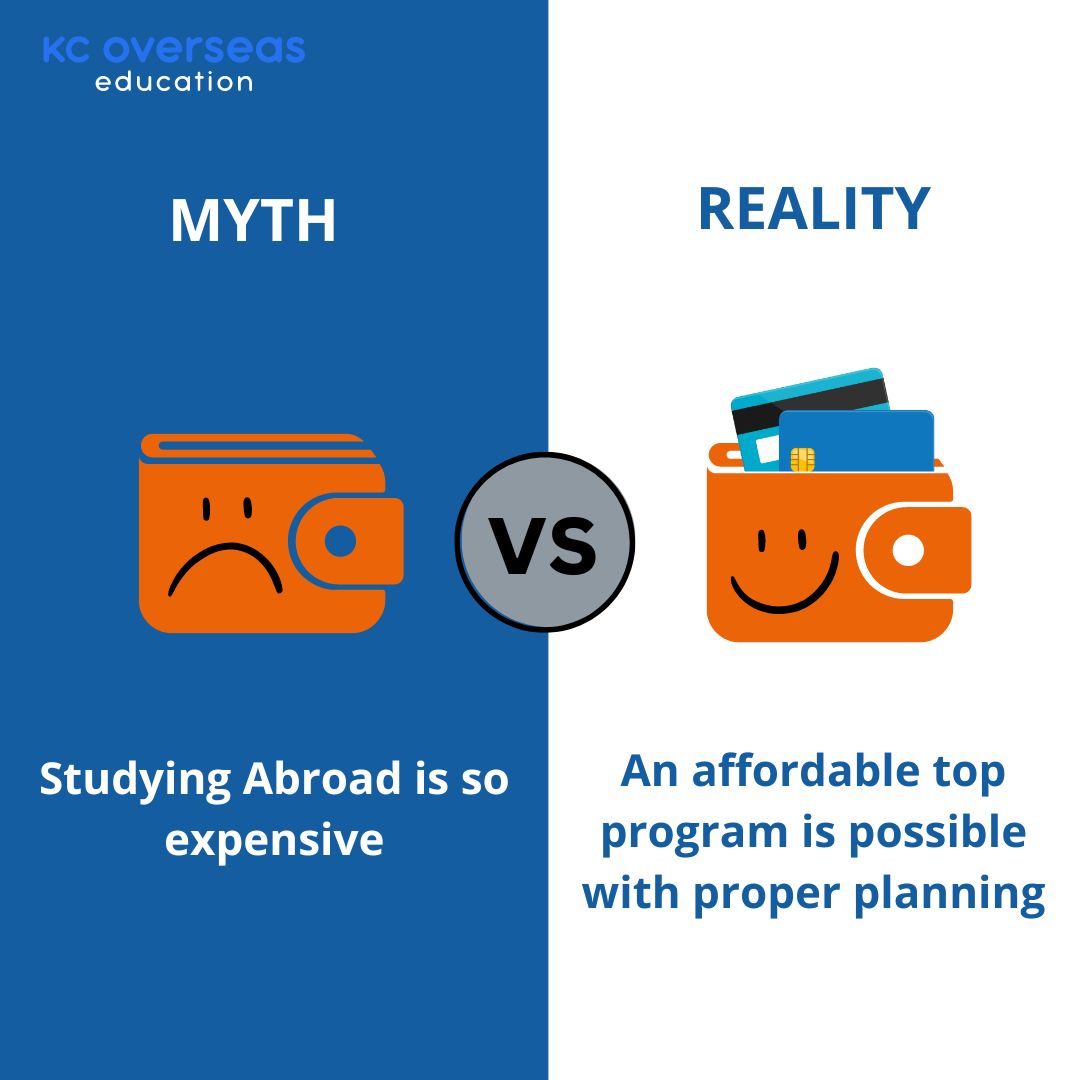 KC overseas
education
MYTH
REALITY
VS
Studying Abroad is so
expensive
An affordable top
program is possible
with proper planning